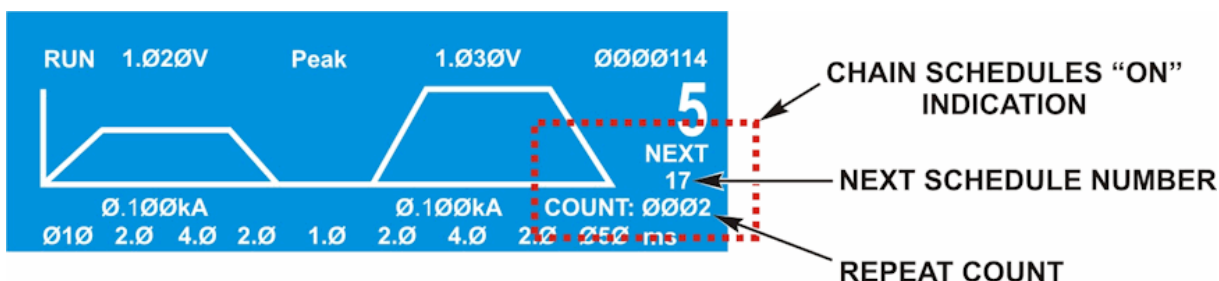 RUN 1.Ø2ØV Peak 1.Ø3ØV ØØØØ114
5
NEXT
17
Ø.1ØØkA Ø.1ØØkA COUNT: ØØØ2
Ø1Ø 2.Ø 4.Ø 2.Ø 1.Ø 2.Ø 4.Ø 2.Ø Ø5Ø ms
CHAIN SCHEDULES “ON”
INDICATION
NEXT SCHEDULE NUMBER
REPEAT COUNT